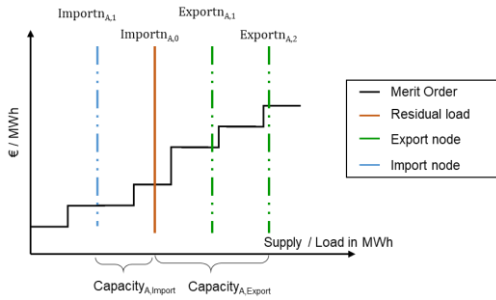 Importn_A,1
Exportn_A,1
Importn_A,0
Exportn_A,2
€ / MWh
Merit Order
Residual load
Export node
Import node
Supply / Load in MWh
Capacity_A,Import
Capacity_A,Export